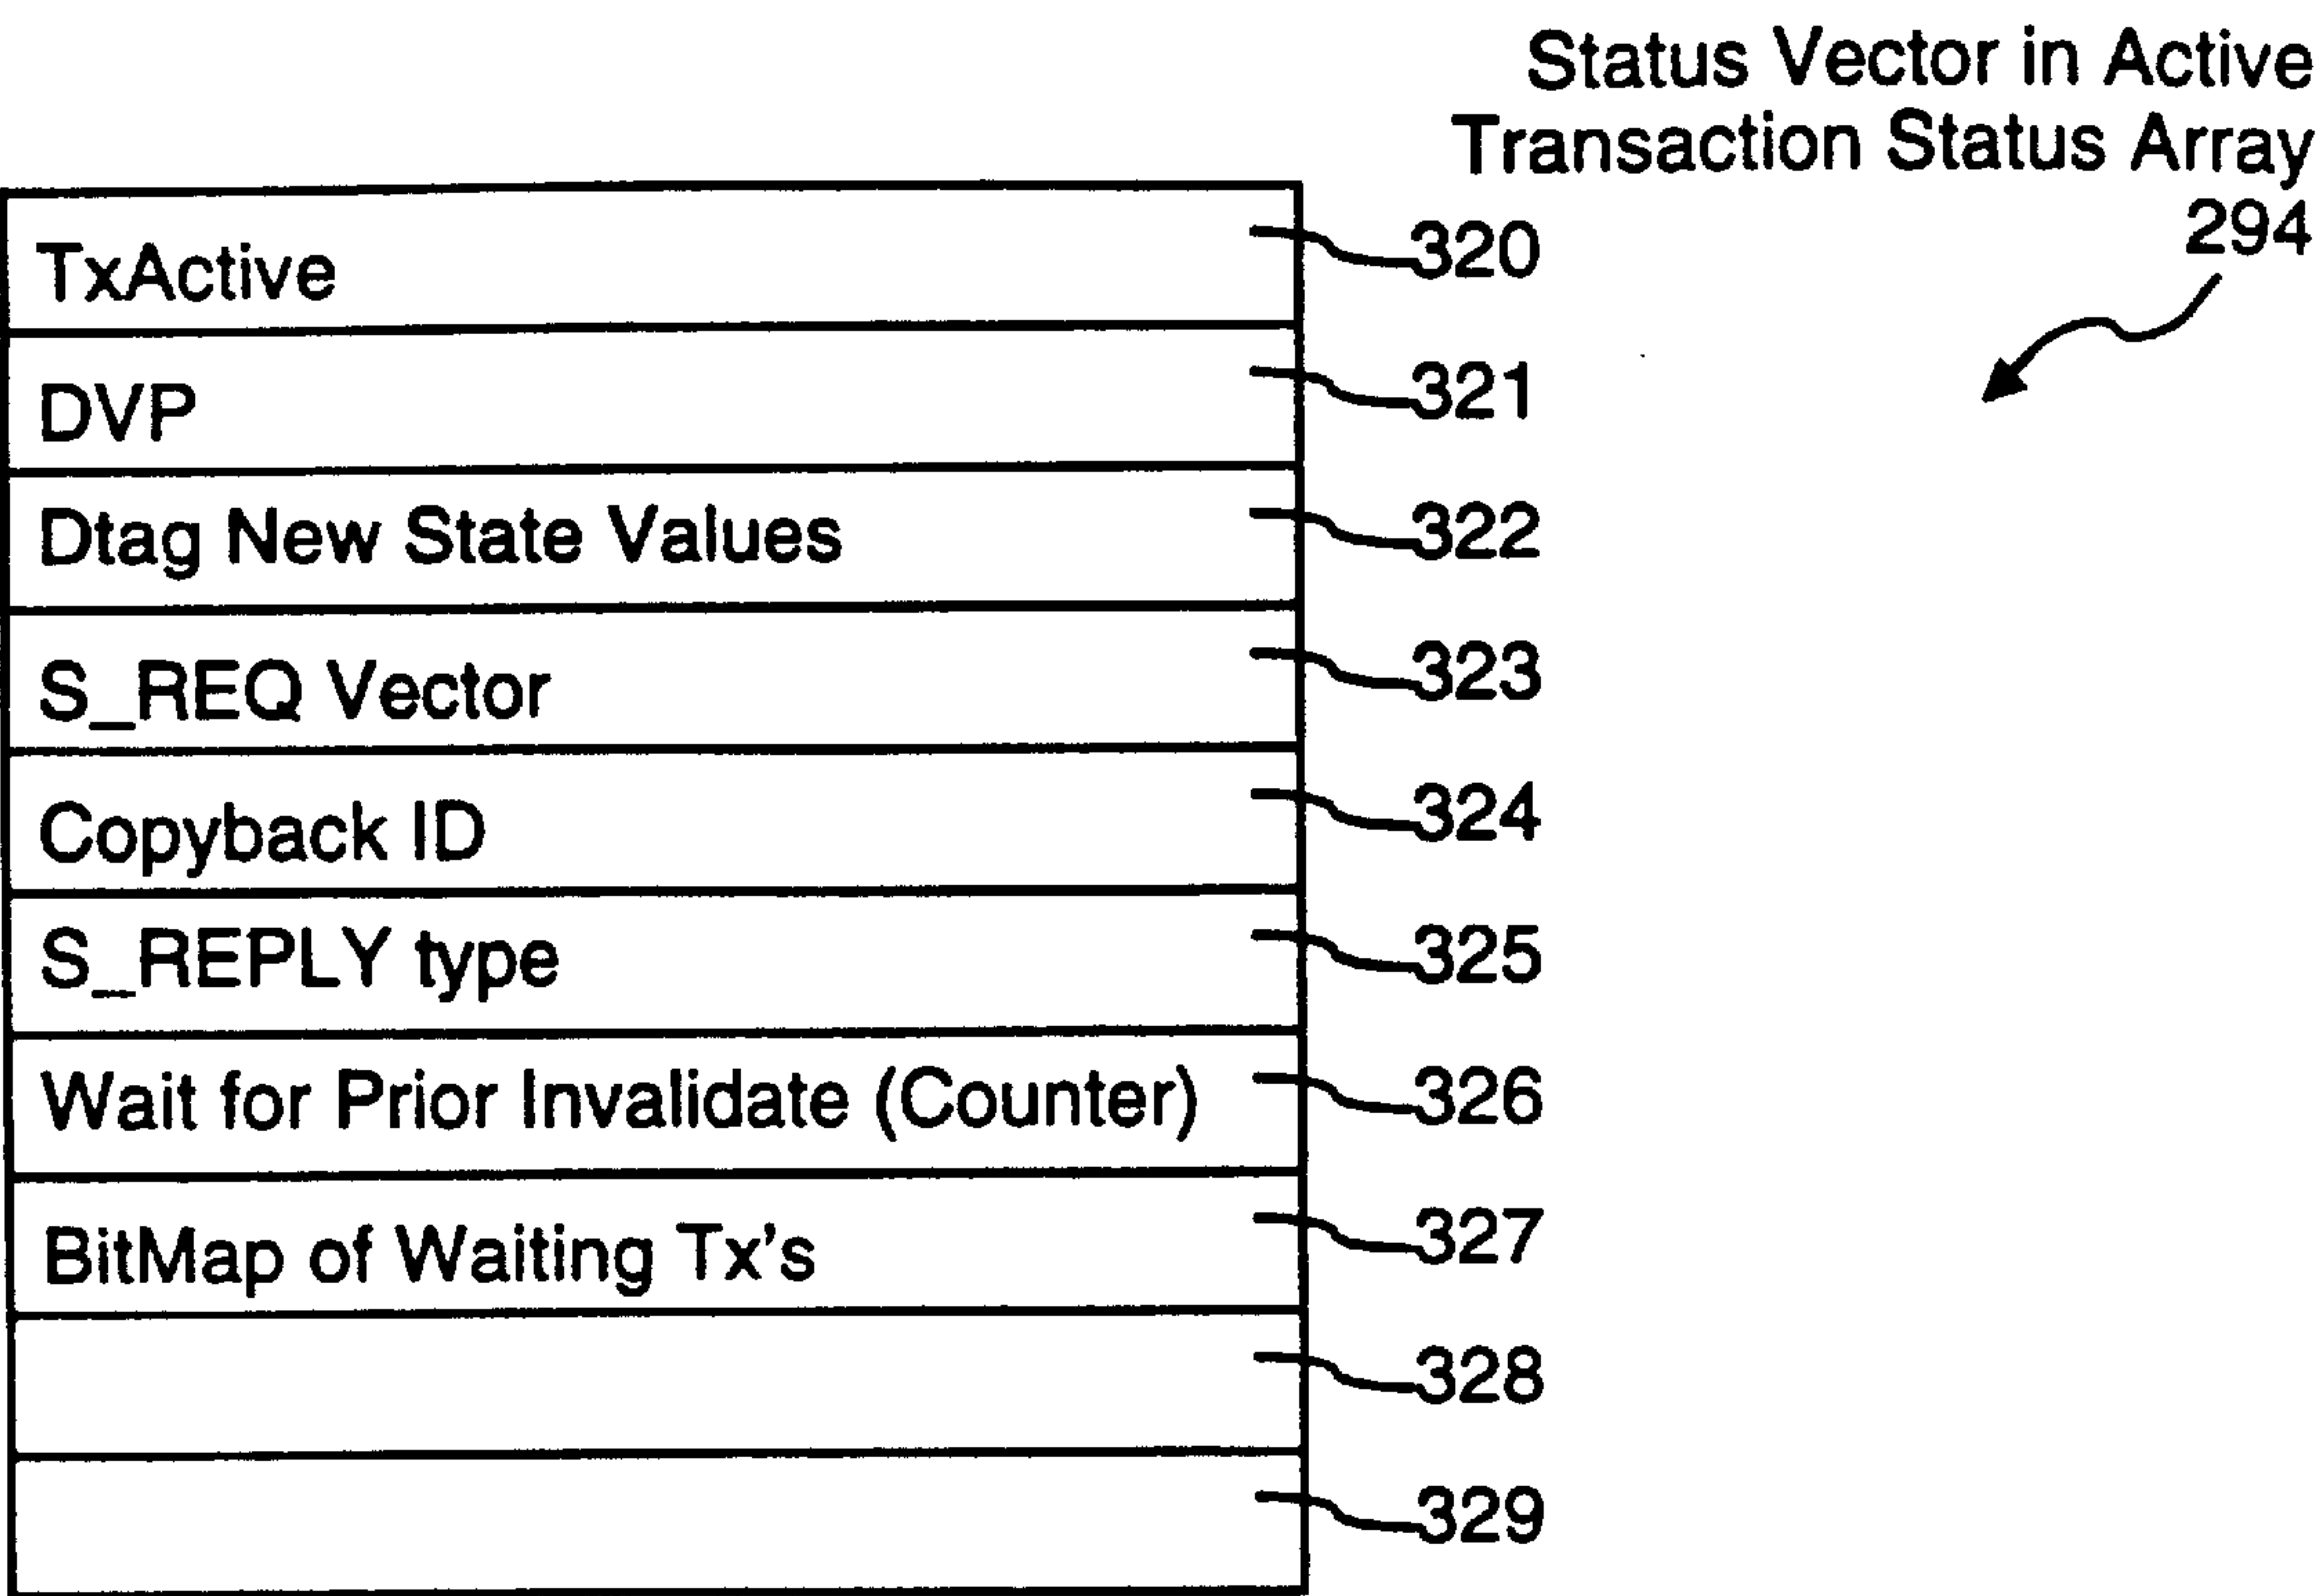 Status Vector in Active
Transaction Status Array
294
TxActive 320
DVP 321
Dtag New State Values 322
S_REQ Vector 323
Copyback ID 324
S_REPLY type 325
Wait for Prior Invalidate (Counter) 326
BitMap of Waiting Tx's 327
328
329